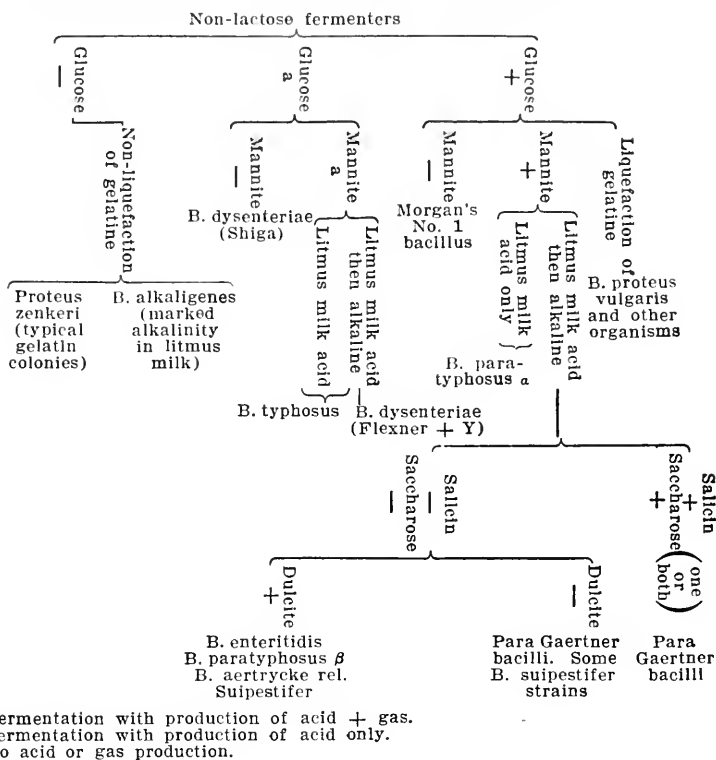 Non-lactose fermenters
Glucose
—
Glucose
a
Glucose
+
Non-liquefaction
of gelatine
Mannite
—
Mannite
a
Mannite
—
Mannite
+
Liquefaction of
gelatine
B. dysenteriae
(Shiga)
Litmus milk acid
Litmus milk acid
then alkaline
Morgan's
No. 1
bacillus
Litmus milk
acid only
Litmus milk acid
then alkaline
B. proteus
vulgaris
and other
organisms
Proteus
zenkeri
(typical
gelatin
colonies)
B. alkaligenes
(marked
alkalinity
in litmus
milk)
B. typhosus
B. dysenteriae
(Flexner + Y)
B. para-
typhosus α
Saccharose
—
Salicin
—
Saccharose
+
Salicin
+
(one
or
both)
Dulcite
+
Dulcite
—
B. enteritidis
B. paratyphosus β
B. aertrycke rel.
Suipestifer
Para Gaertner
bacilli. Some
B. suipestifer
strains
Para
Gaertner
bacilli
ermentation with production of acid + gas.
ermentation with production of acid only.
o acid or gas production.